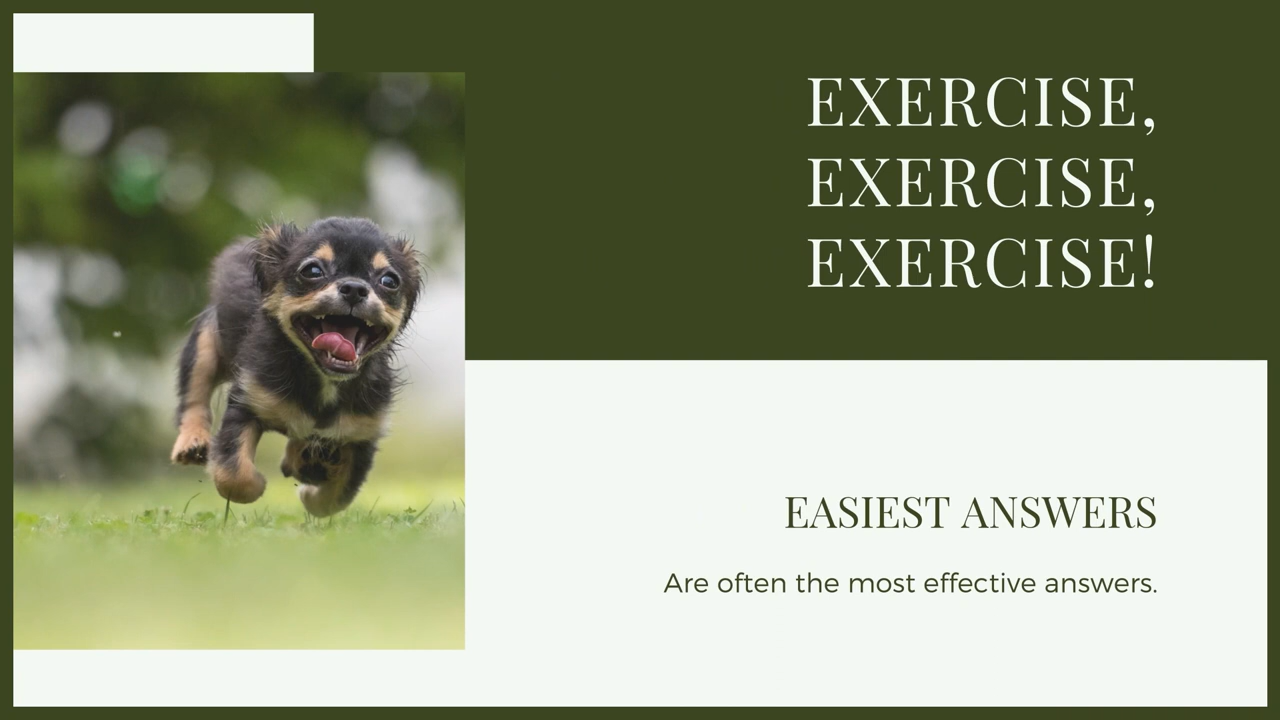 EXERCISE,
EXERCISE,
EXERCISE!
EASIEST ANSWERS
Are often the most effective answers.